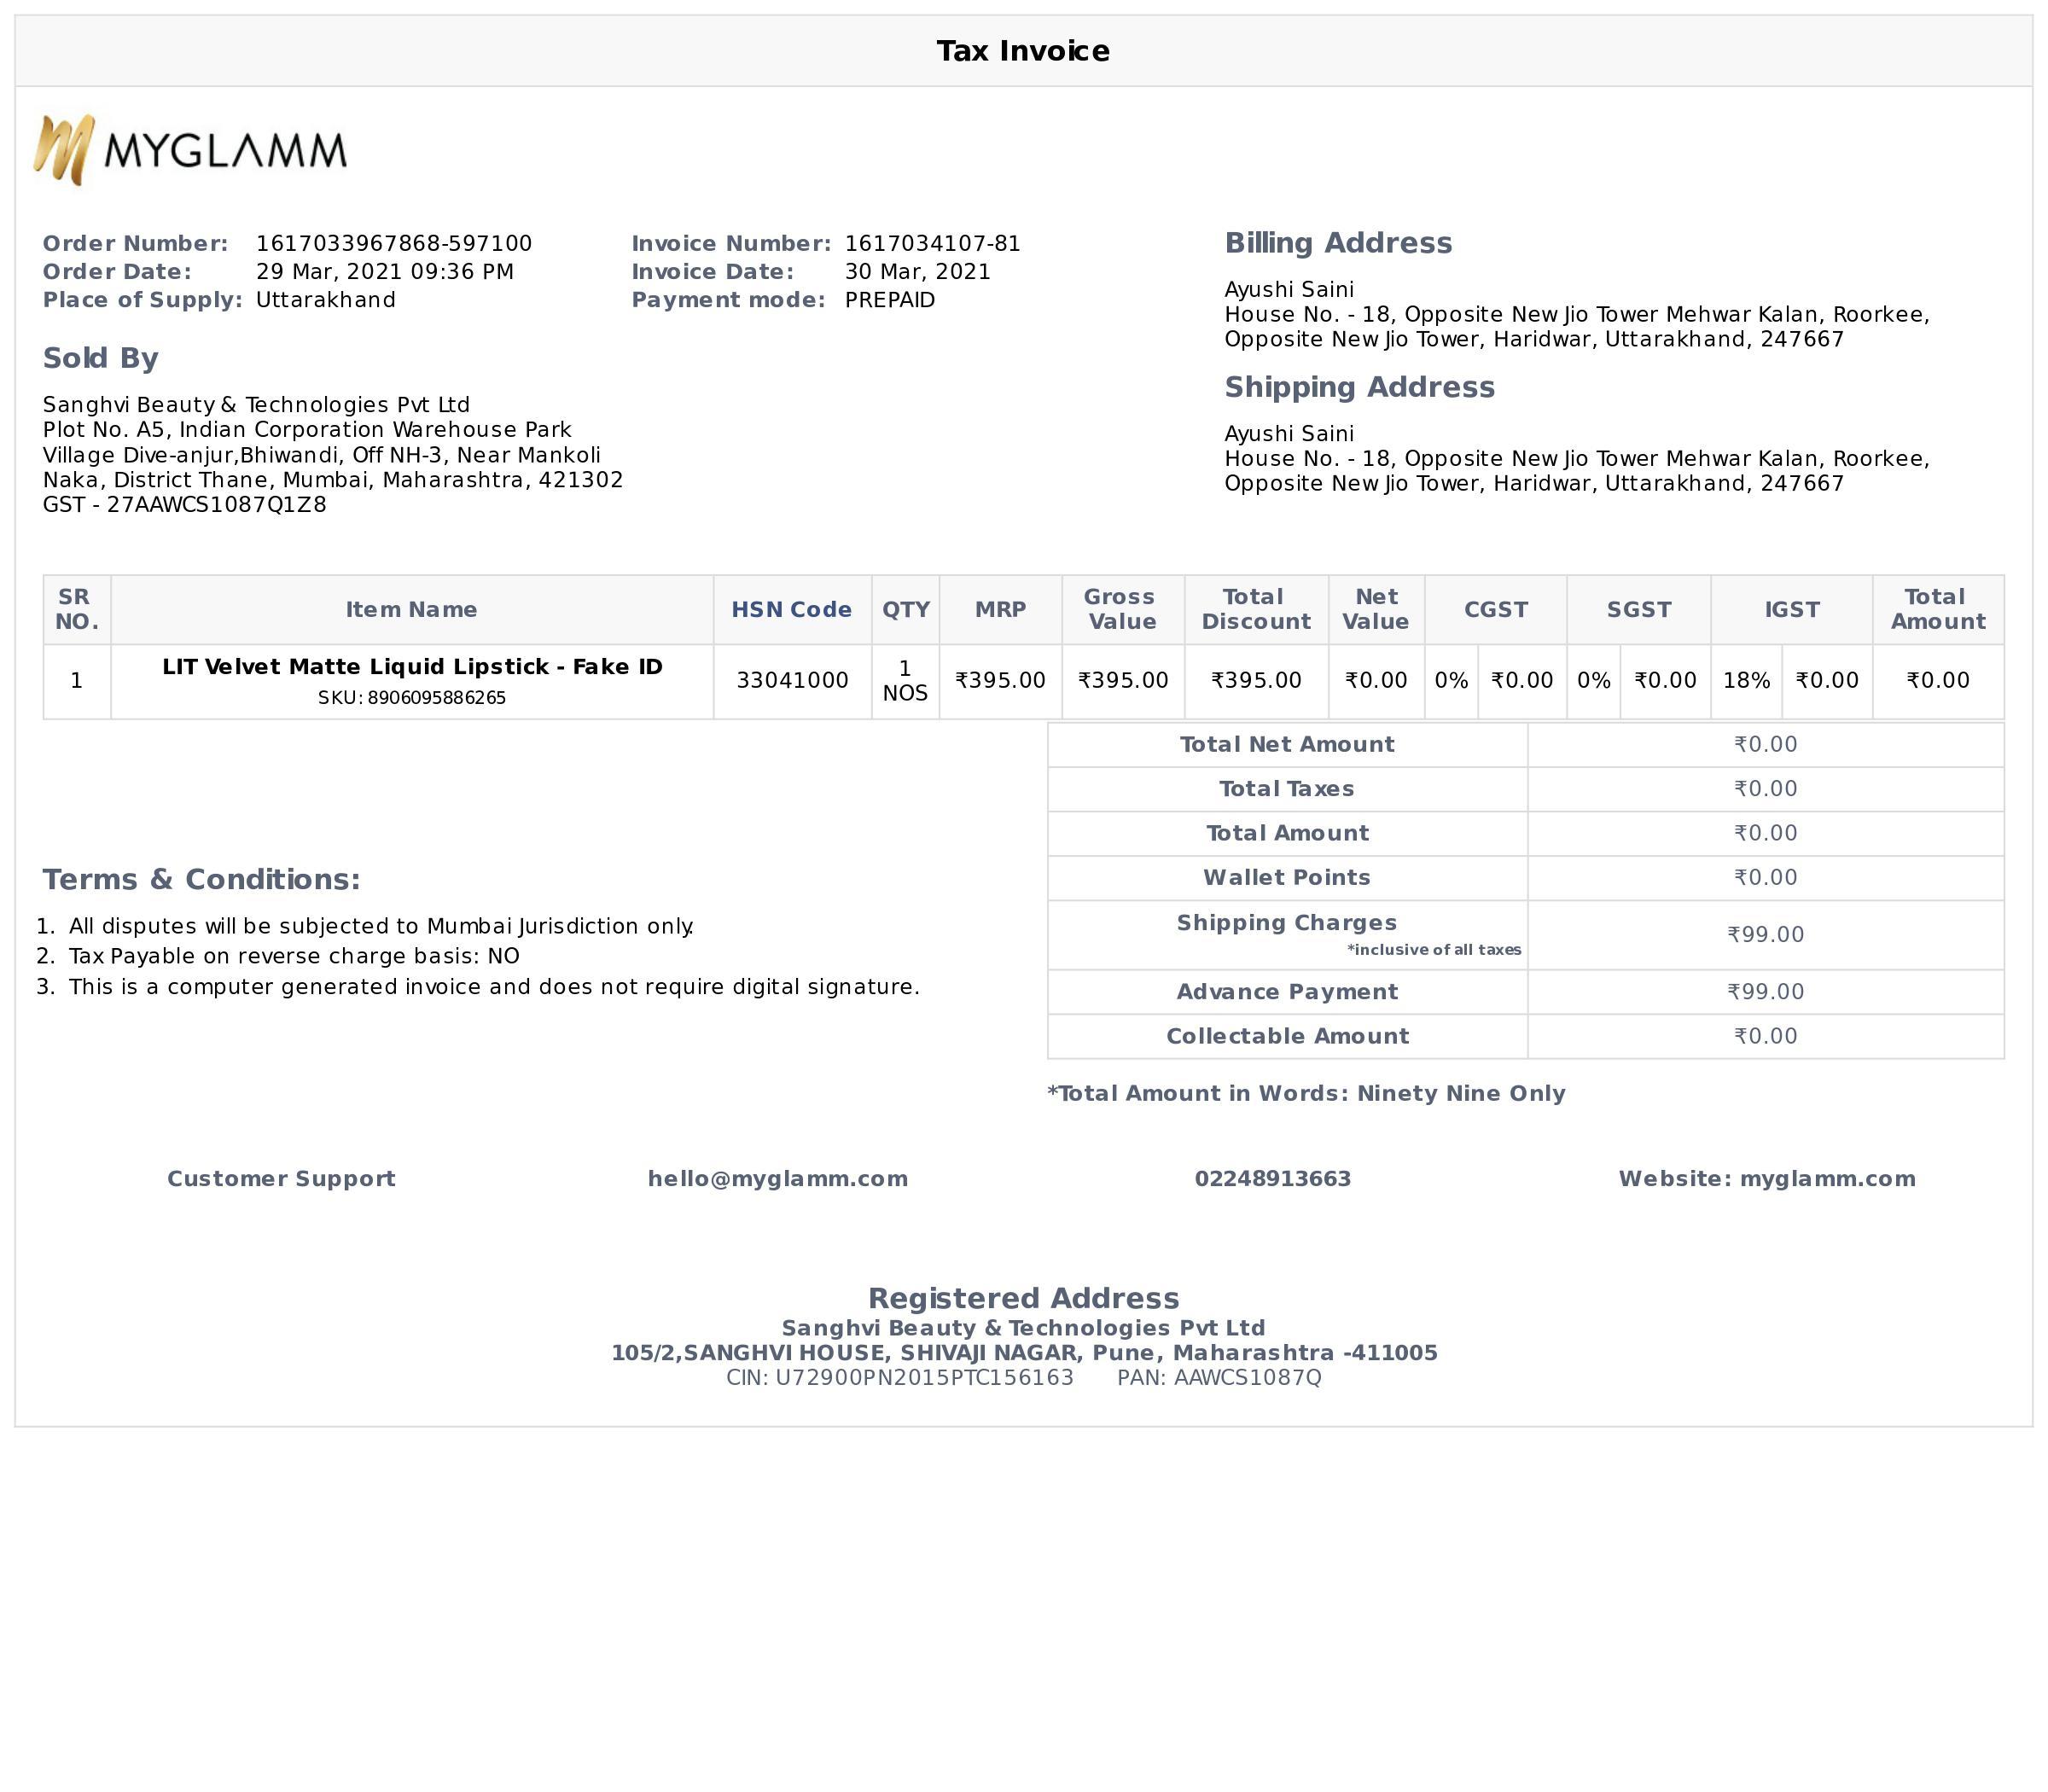 Tax Invoice
MYGLAMM
Order Number: 1617033967868-597100
Order Date: 29 Mar, 2021 09:36 PM
Place of Supply: Uttarakhand
Invoice Number: 1617034107-81
Invoice Date: 30 Mar, 2021
Payment mode: PREPAID
Sold By
Sanghvi Beauty & Technologies Pvt Ltd
Plot No. A5, Indian Corporation Warehouse Park
Village Dive-anjur,Bhiwandi, Off NH-3, Near Mankoli
Naka, District Thane, Mumbai, Maharashtra, 421302
GST - 27AAWCS1087Q1Z8
Billing Address
Ayushi Saini
House No. - 18, Opposite New Jio Tower Mehwar Kalan, Roorkee,
Opposite New Jio Tower, Haridwar, Uttarakhand, 247667
Shipping Address
Ayushi Saini
House No. - 18, Opposite New Jio Tower Mehwar Kalan, Roorkee,
Opposite New Jio Tower, Haridwar, Uttarakhand, 247667
SR NO. Item Name HSN Code QTY MRP Gross Value Total Discount Net Value CGST SGST IGST Total Amount
1 LIT Velvet Matte Liquid Lipstick - Fake ID 33041000 1 NOS ₹395.00 ₹395.00 ₹395.00 ₹0.00 0% ₹0.00 0% ₹0.00 18% ₹0.00 ₹0.00
SKU: 8906095886265
Total Net Amount ₹0.00
Total Taxes ₹0.00
Total Amount ₹0.00
Wallet Points ₹0.00
Shipping Charges ₹99.00
*inclusive of all taxes
Advance Payment ₹99.00
Collectable Amount ₹0.00
*Total Amount in Words: Ninety Nine Only
Terms & Conditions:
1. All disputes will be subjected to Mumbai Jurisdiction only.
2. Tax Payable on reverse charge basis: NO
3. This is a computer generated invoice and does not require digital signature.
Customer Support hello@myglamm.com 02248913663 Website: myglamm.com
Registered Address
Sanghvi Beauty & Technologies Pvt Ltd
105/2,SANGHVI HOUSE, SHIVAJI NAGAR, Pune, Maharashtra -411005
CIN: U72900PN2015PTC156163 PAN: AAWCS1087Q